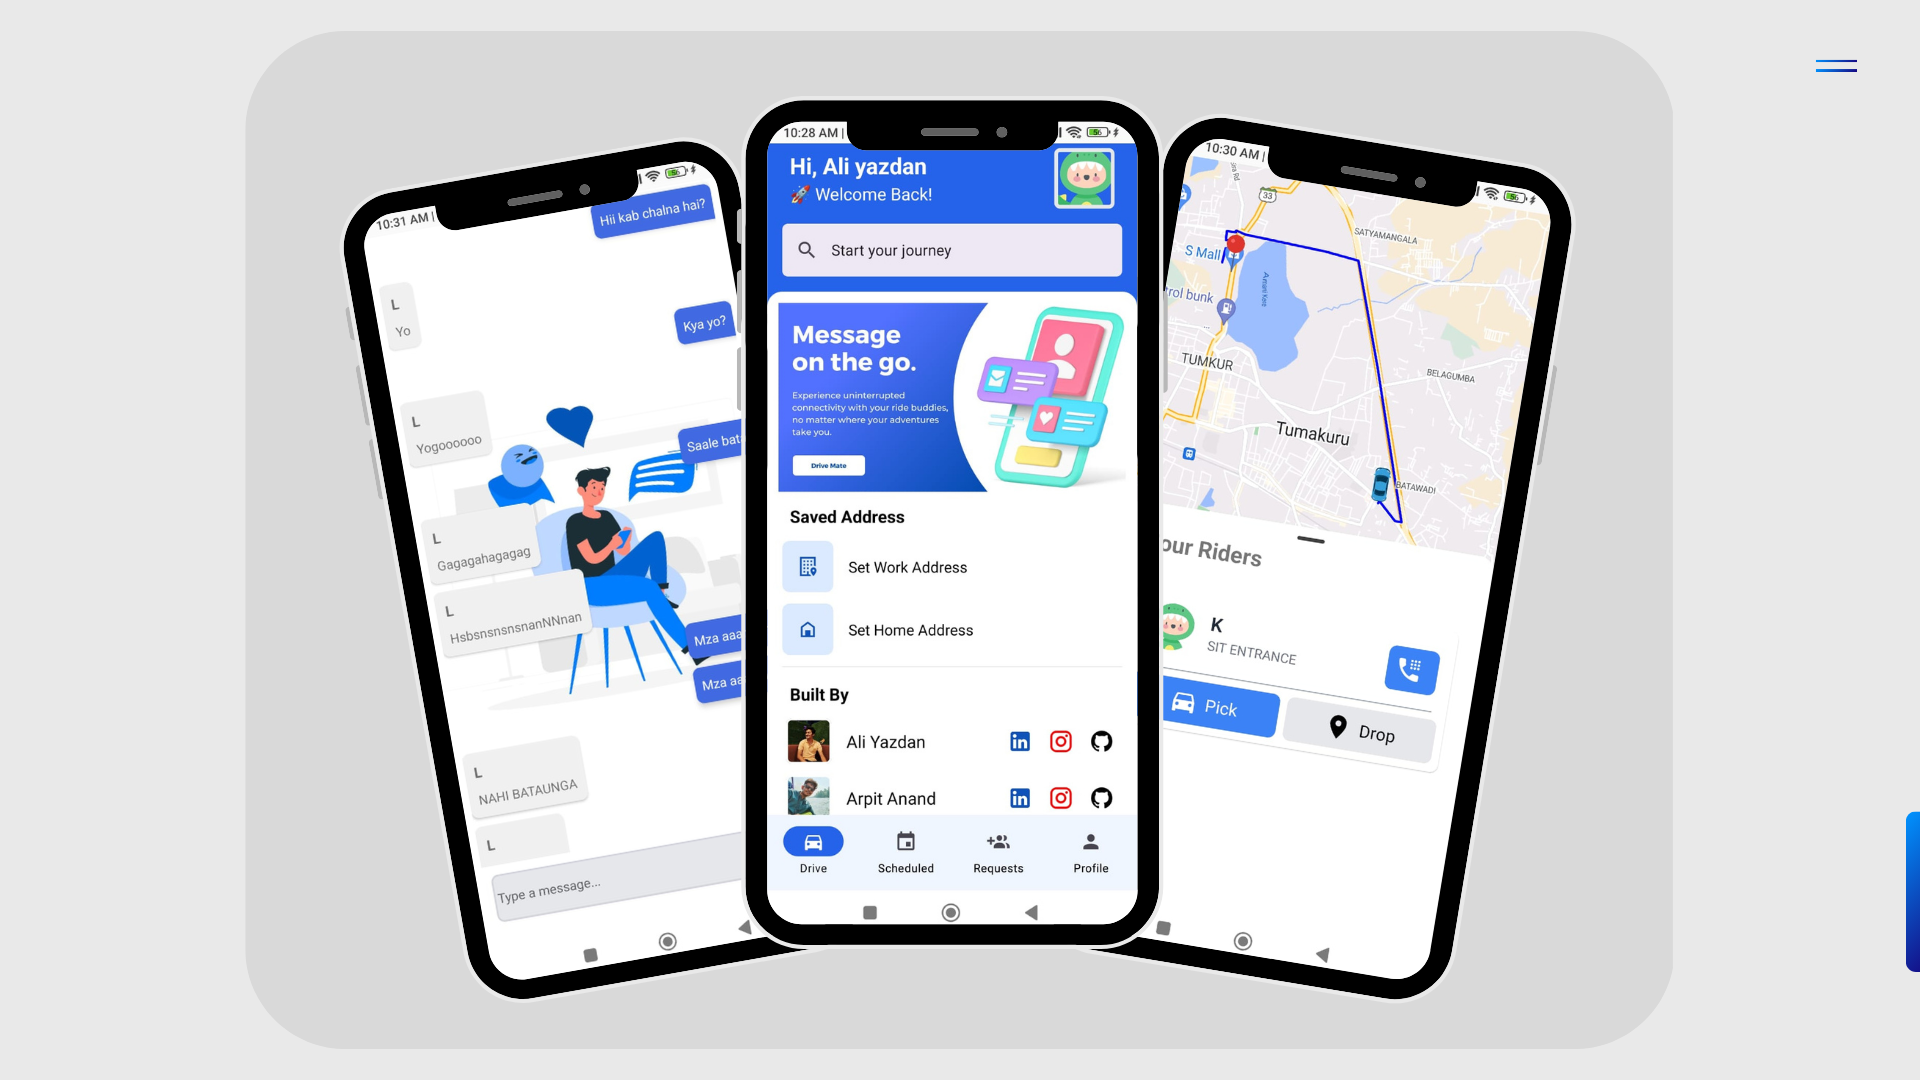 10:31 AM |
Hii kab chalna hai?
L
Yo
Kya yo?
L
Yogoooooo
Saale bat
L
Gagagahagagag
L
HsbsnsnsnsnanNNnan
Mza aaa
Mza aa
L
NAHI BATAUNGA
L
Type a message...
10:28 AM |
56
Hi, Ali yazdan
🚀 Welcome Back!
Start your journey
Message
on the go.
Experience uninterrupted
connectivity with your ride buddies,
no matter where your adventures
take you.
Drive Mate
Saved Address
Set Work Address
Set Home Address
Built By
Ali Yazdan
Arpit Anand
Drive
Scheduled
Requests
Profile
10:30 AM |
33
SATYAMANGALA
S Mall
Amani Kere
rol bunk
TUMKUR
BELAGUMBA
Tumakuru
BATAWADI
our Riders
K
SIT ENTRANCE
Pick
Drop